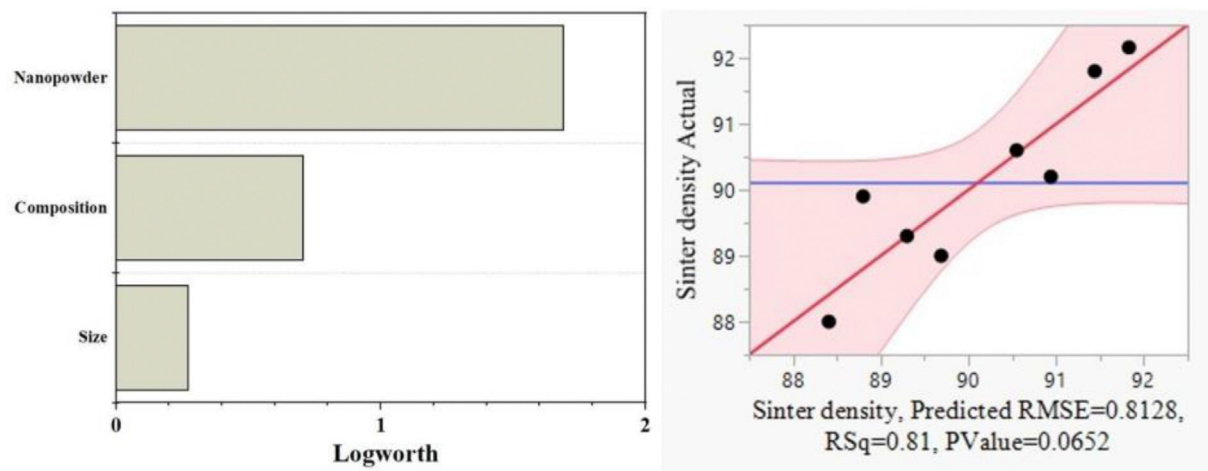 Nanopowder
Composition
Size
0 1 2
Logworth
Sinter density Actual
92
91
90
89
88
88 89 90 91 92
Sinter density, Predicted RMSE=0.8128,
RSq=0.81, PValue=0.0652